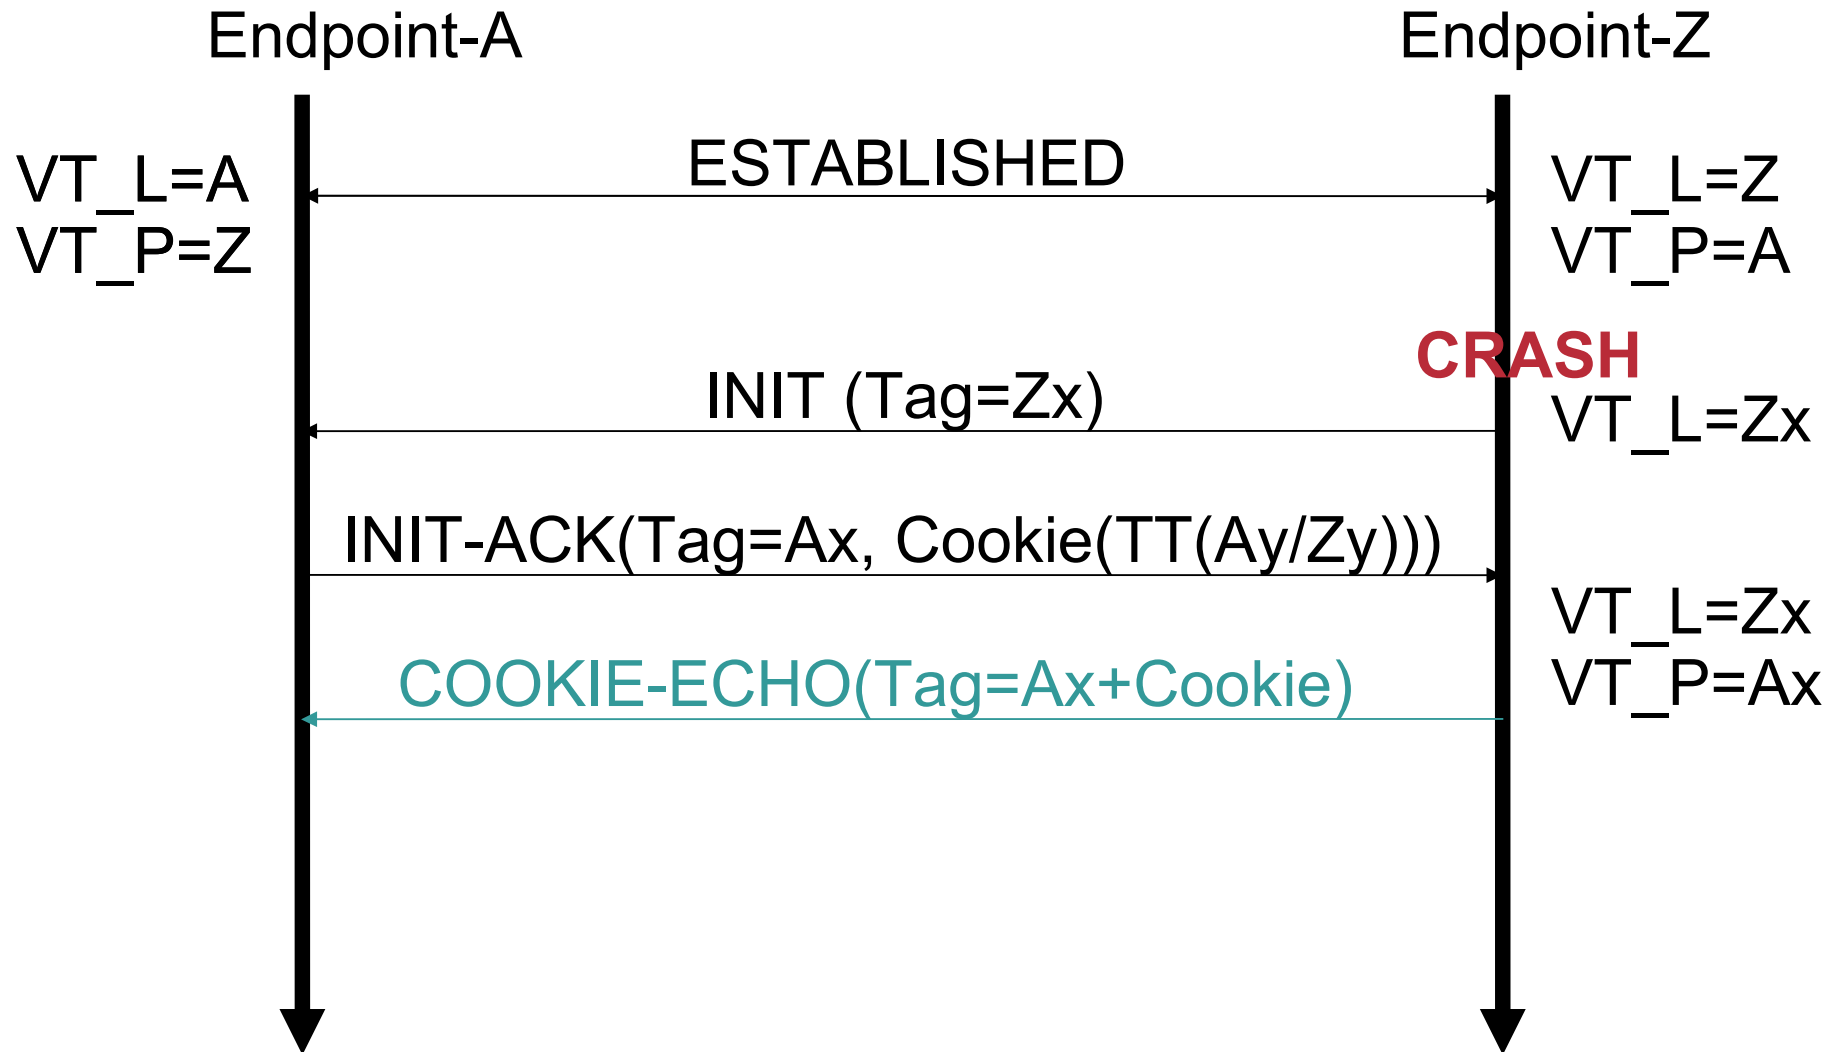 Endpoint-A
Endpoint-Z
ESTABLISHED
VT_L=A
VT_P=Z
VT_L=Z
VT_P=A
CRASH
INIT (Tag=Zx)
VT_L=Zx
INIT-ACK(Tag=Ax, Cookie(TT(Ay/Zy)))
VT_L=Zx
VT_P=Ax
COOKIE-ECHO(Tag=Ax+Cookie)